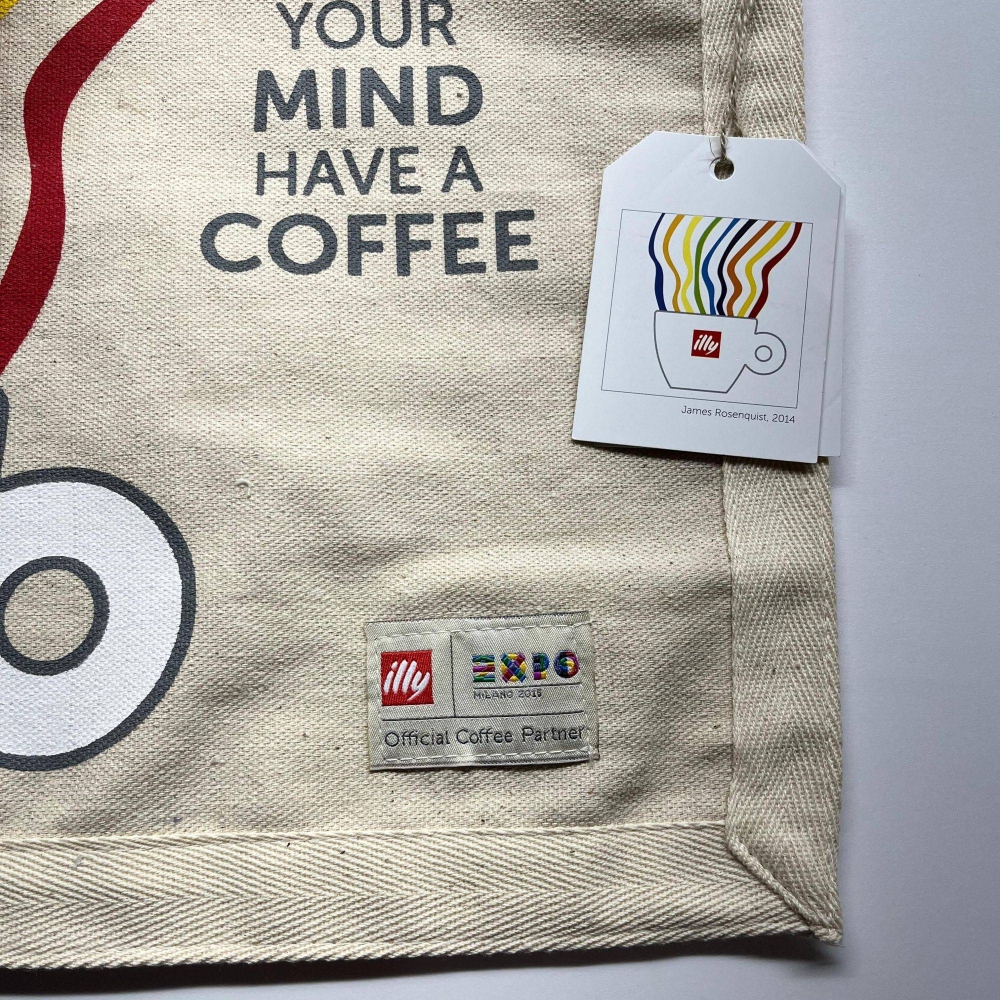 YOUR
MIND
HAVE A
COFFEE
illy
James Rosenquist, 2014
illy
EXPO
MILANO 2015
Official Coffee Partner